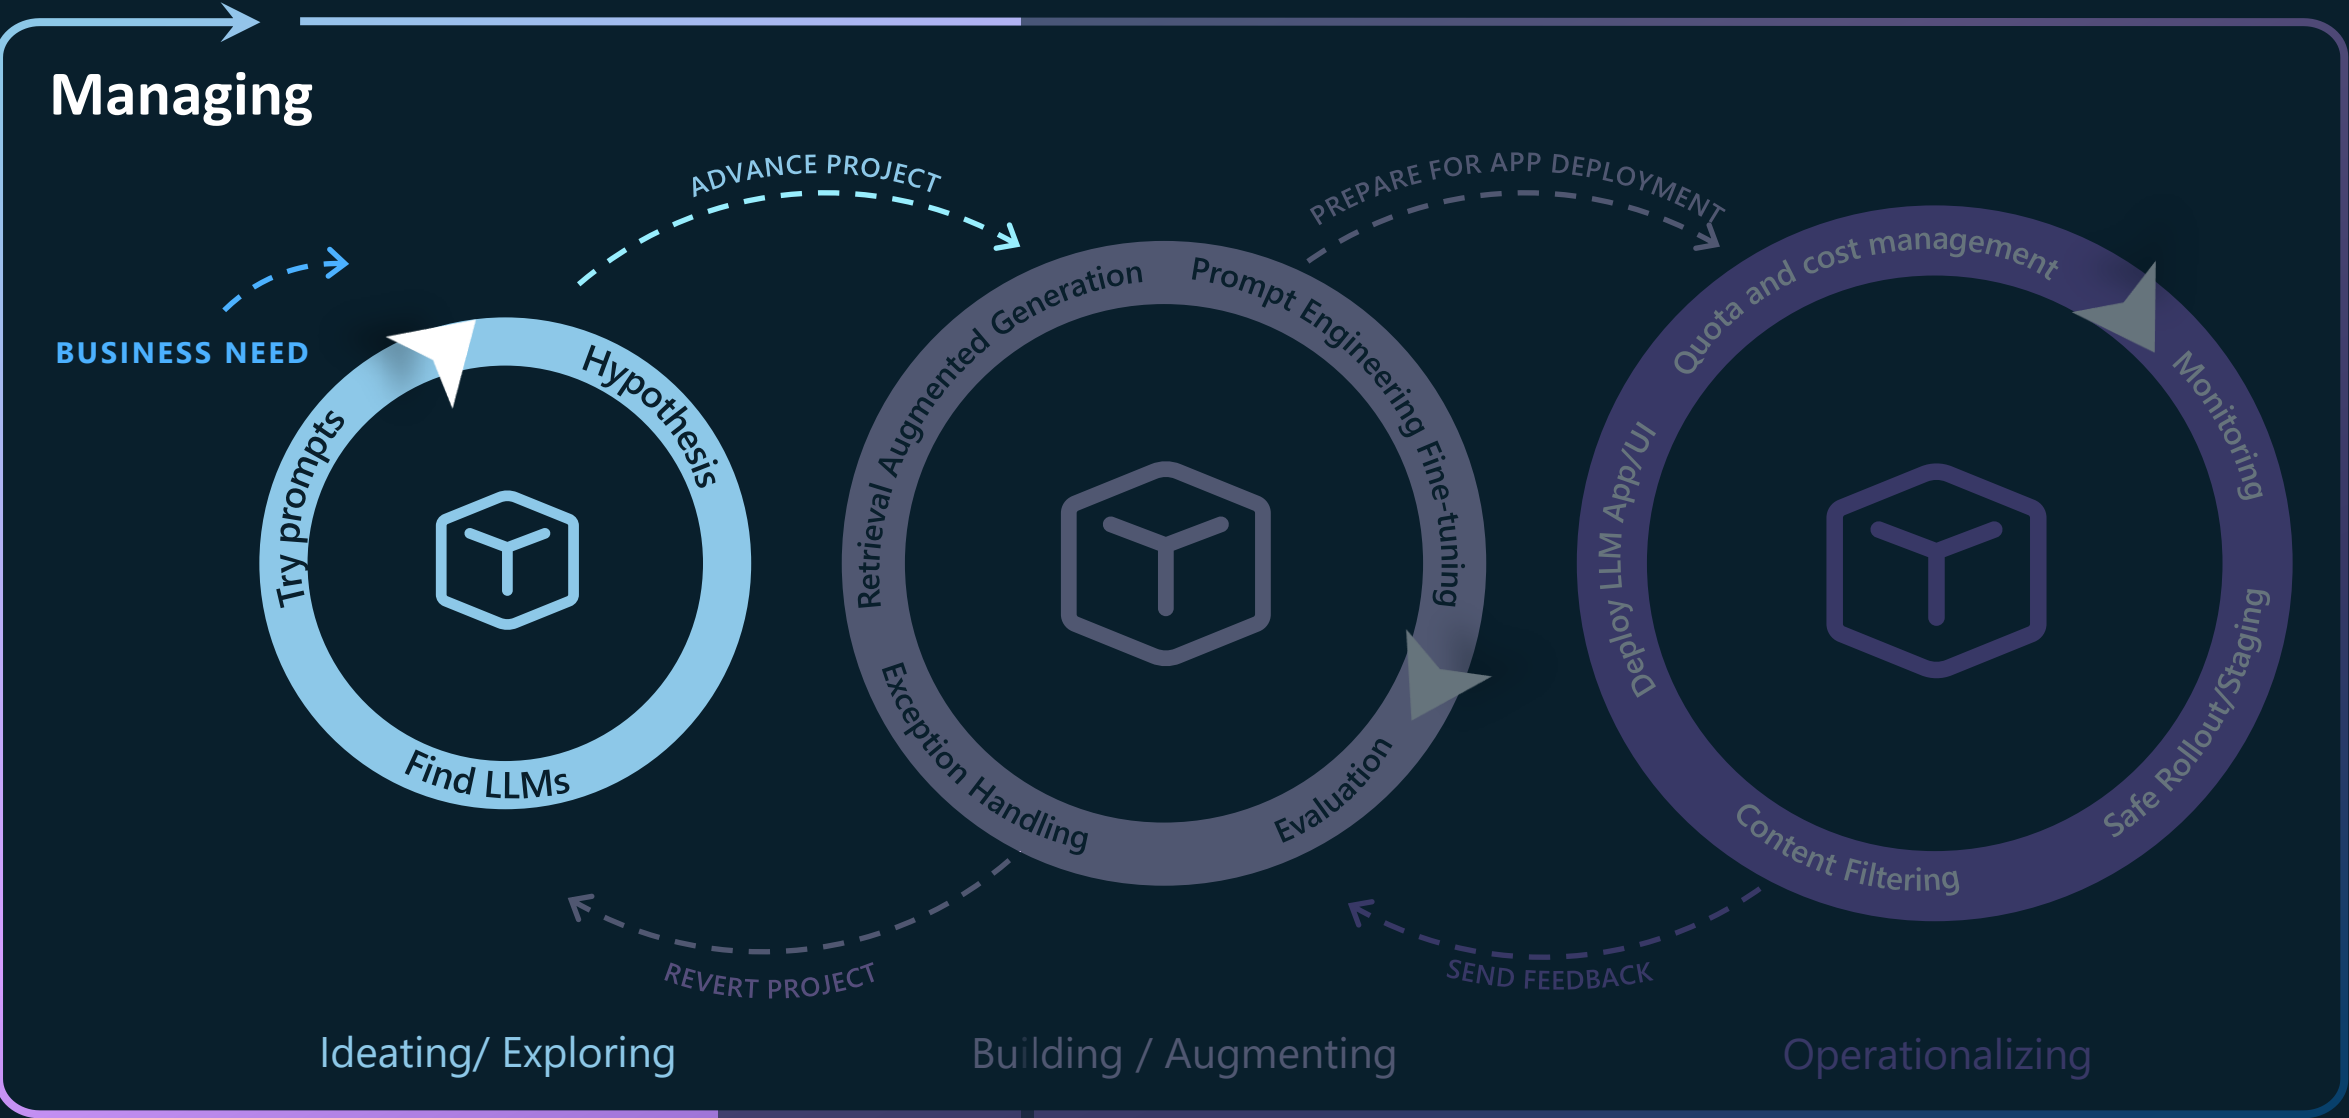 Managing
BUSINESS NEED
ADVANCE PROJECT
PREPARE FOR APP DEPLOYMENT
Hypothesis
Find LLMs
Try prompts
Retrieval Augmented Generation
Prompt Engineering
Fine-tuning
Evaluation
Exception Handling
Quota and cost management
Monitoring
Safe Rollout/Staging
Content Filtering
Deploy LLM App/UI
REVERT PROJECT
SEND FEEDBACK
Ideating/ Exploring
Building / Augmenting
Operationalizing